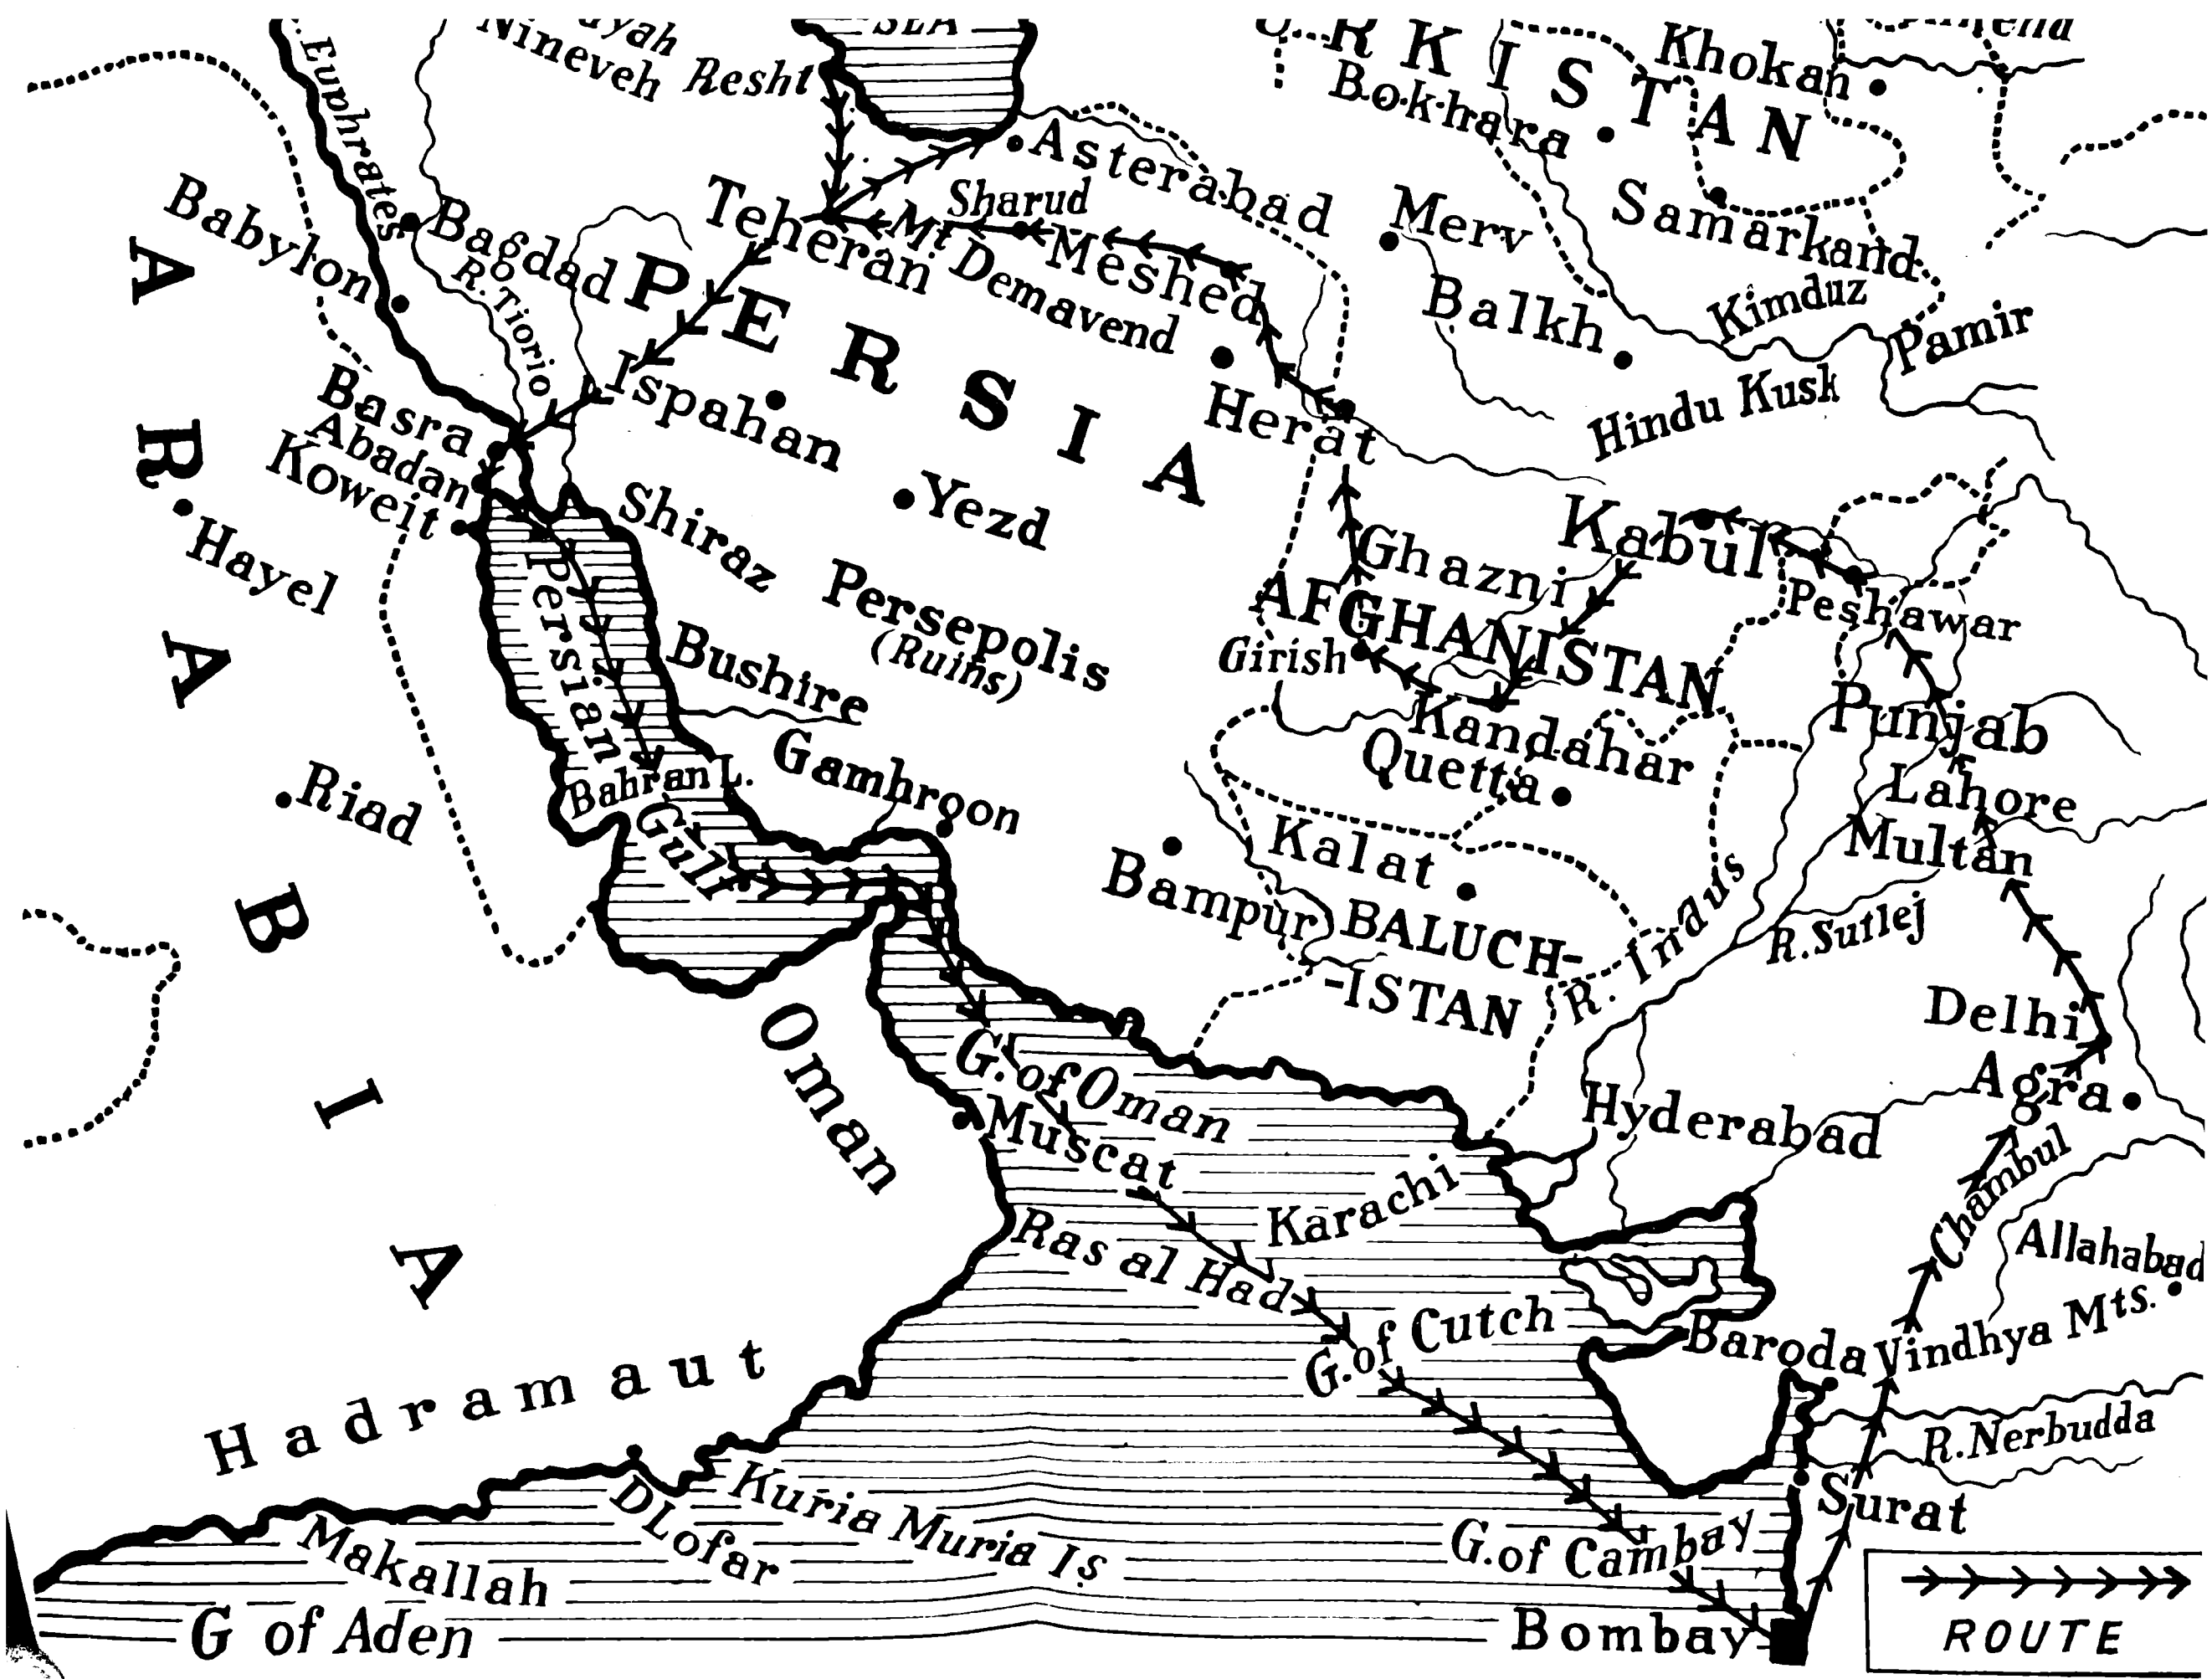 SEA
Nineveh
Resht
R. Euphrates
RKISTAN
Khokan
Bokhara
Asterabad
Samarkand
Babylon
Bagdad
R. Tiorio
Teheran
Sharud
Mt Demavend
Meshed
Merv
Balkh
Kimduz
Pamir
Hindu Kusk
PERSIA
Ispahan
Herat
Basra
Abadan
Koweit
Shiraz
Yezd
Persepolis
(Ruins)
Hayel
ARABIA
Kabul
Ghazni
Peshawar
AFGHANISTAN
Girish
Kandahar
Quetta
Punjab
Lahore
Multan
Persian
Gulf
Bushire
Bahran I.
Gambroon
Riad
Kalat
Bampur
BALUCH-
-ISTAN
R. Indus
R. Sutlej
Delhi
Agra
Oman
G. of Oman
Muscat
Hyderabad
Karachi
Chambul
Allahabad
Ras al Had
G. of Cutch
Baroda
Vindhya Mts.
Hadramaut
R. Nerbudda
Surat
DLofar
Kuria Muria Is
Makallah
G. of Cambay
G of Aden
Bombay
ROUTE